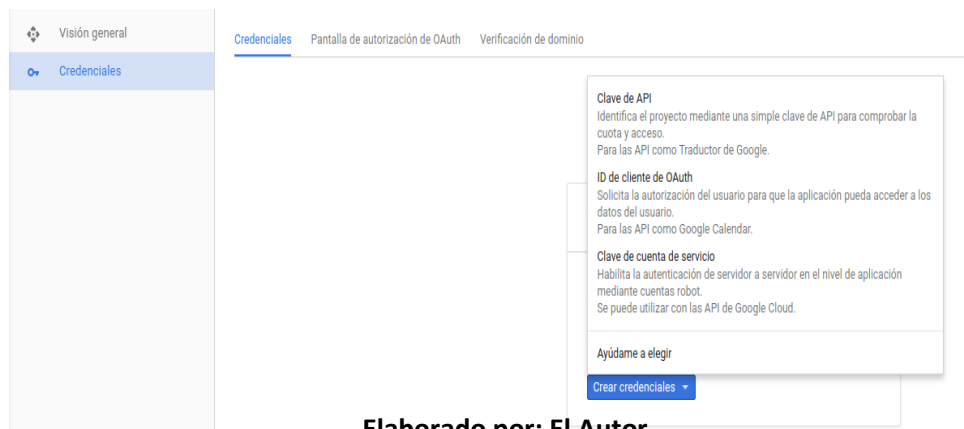 Visión general
Credenciales
Credenciales Pantalla de autorización de OAuth Verificación de dominio
Clave de API
Identifica el proyecto mediante una simple clave de API para comprobar la
cuota y acceso.
Para las API como Traductor de Google.
ID de cliente de OAuth
Solicita la autorización del usuario para que la aplicación pueda acceder a los
datos del usuario.
Para las API como Google Calendar.
Clave de cuenta de servicio
Habilita la autenticación de servidor a servidor en el nivel de aplicación
mediante cuentas robot.
Se puede utilizar con las API de Google Cloud.
Ayúdame a elegir
Crear credenciales
Elaborado por: El Autor